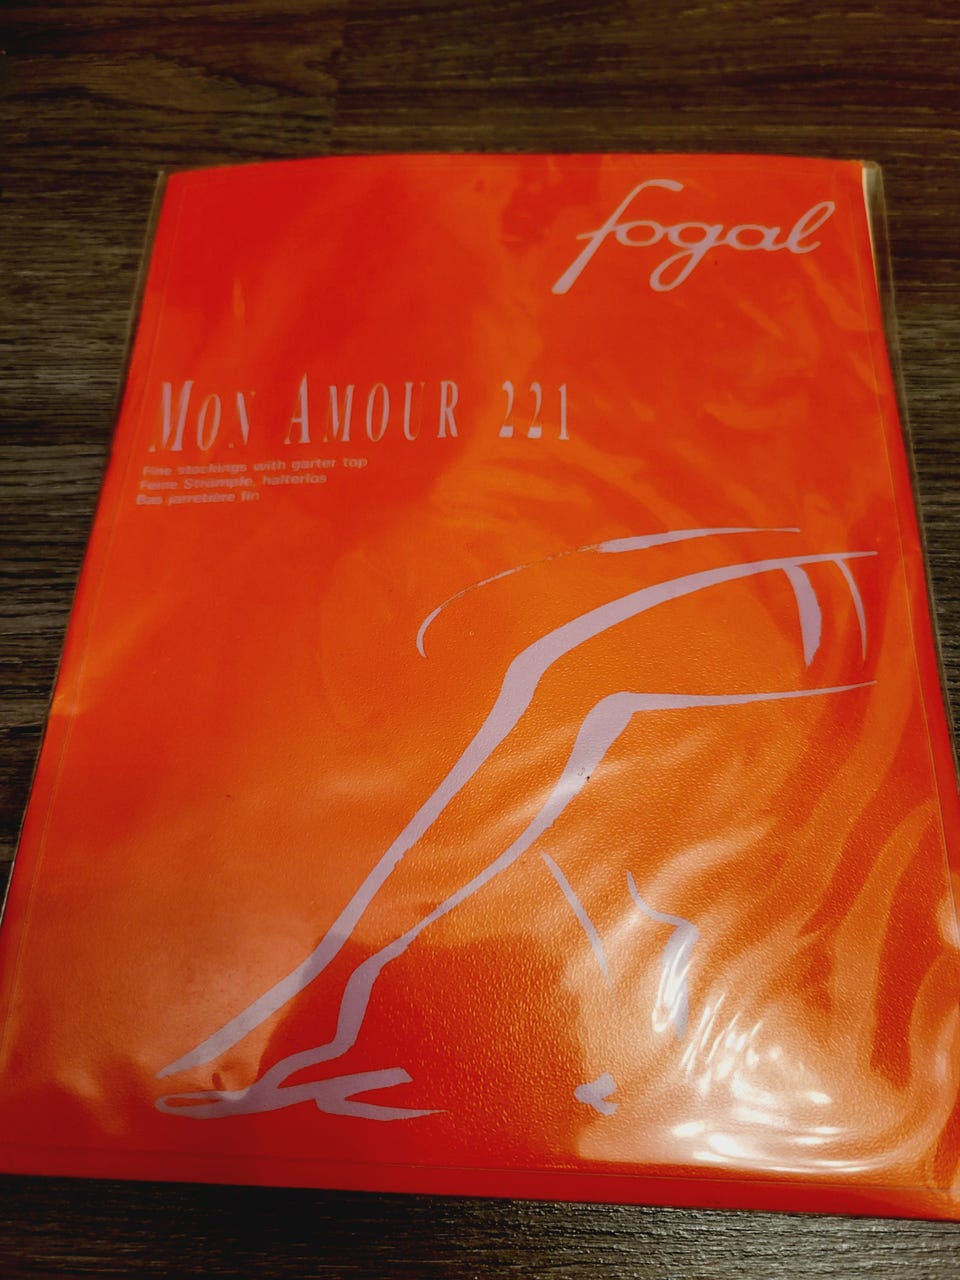 fogal
MON AMOUR 221
Fine stockings with garter top
Feine Strümpfe, halterlos
Bas jarretière fin